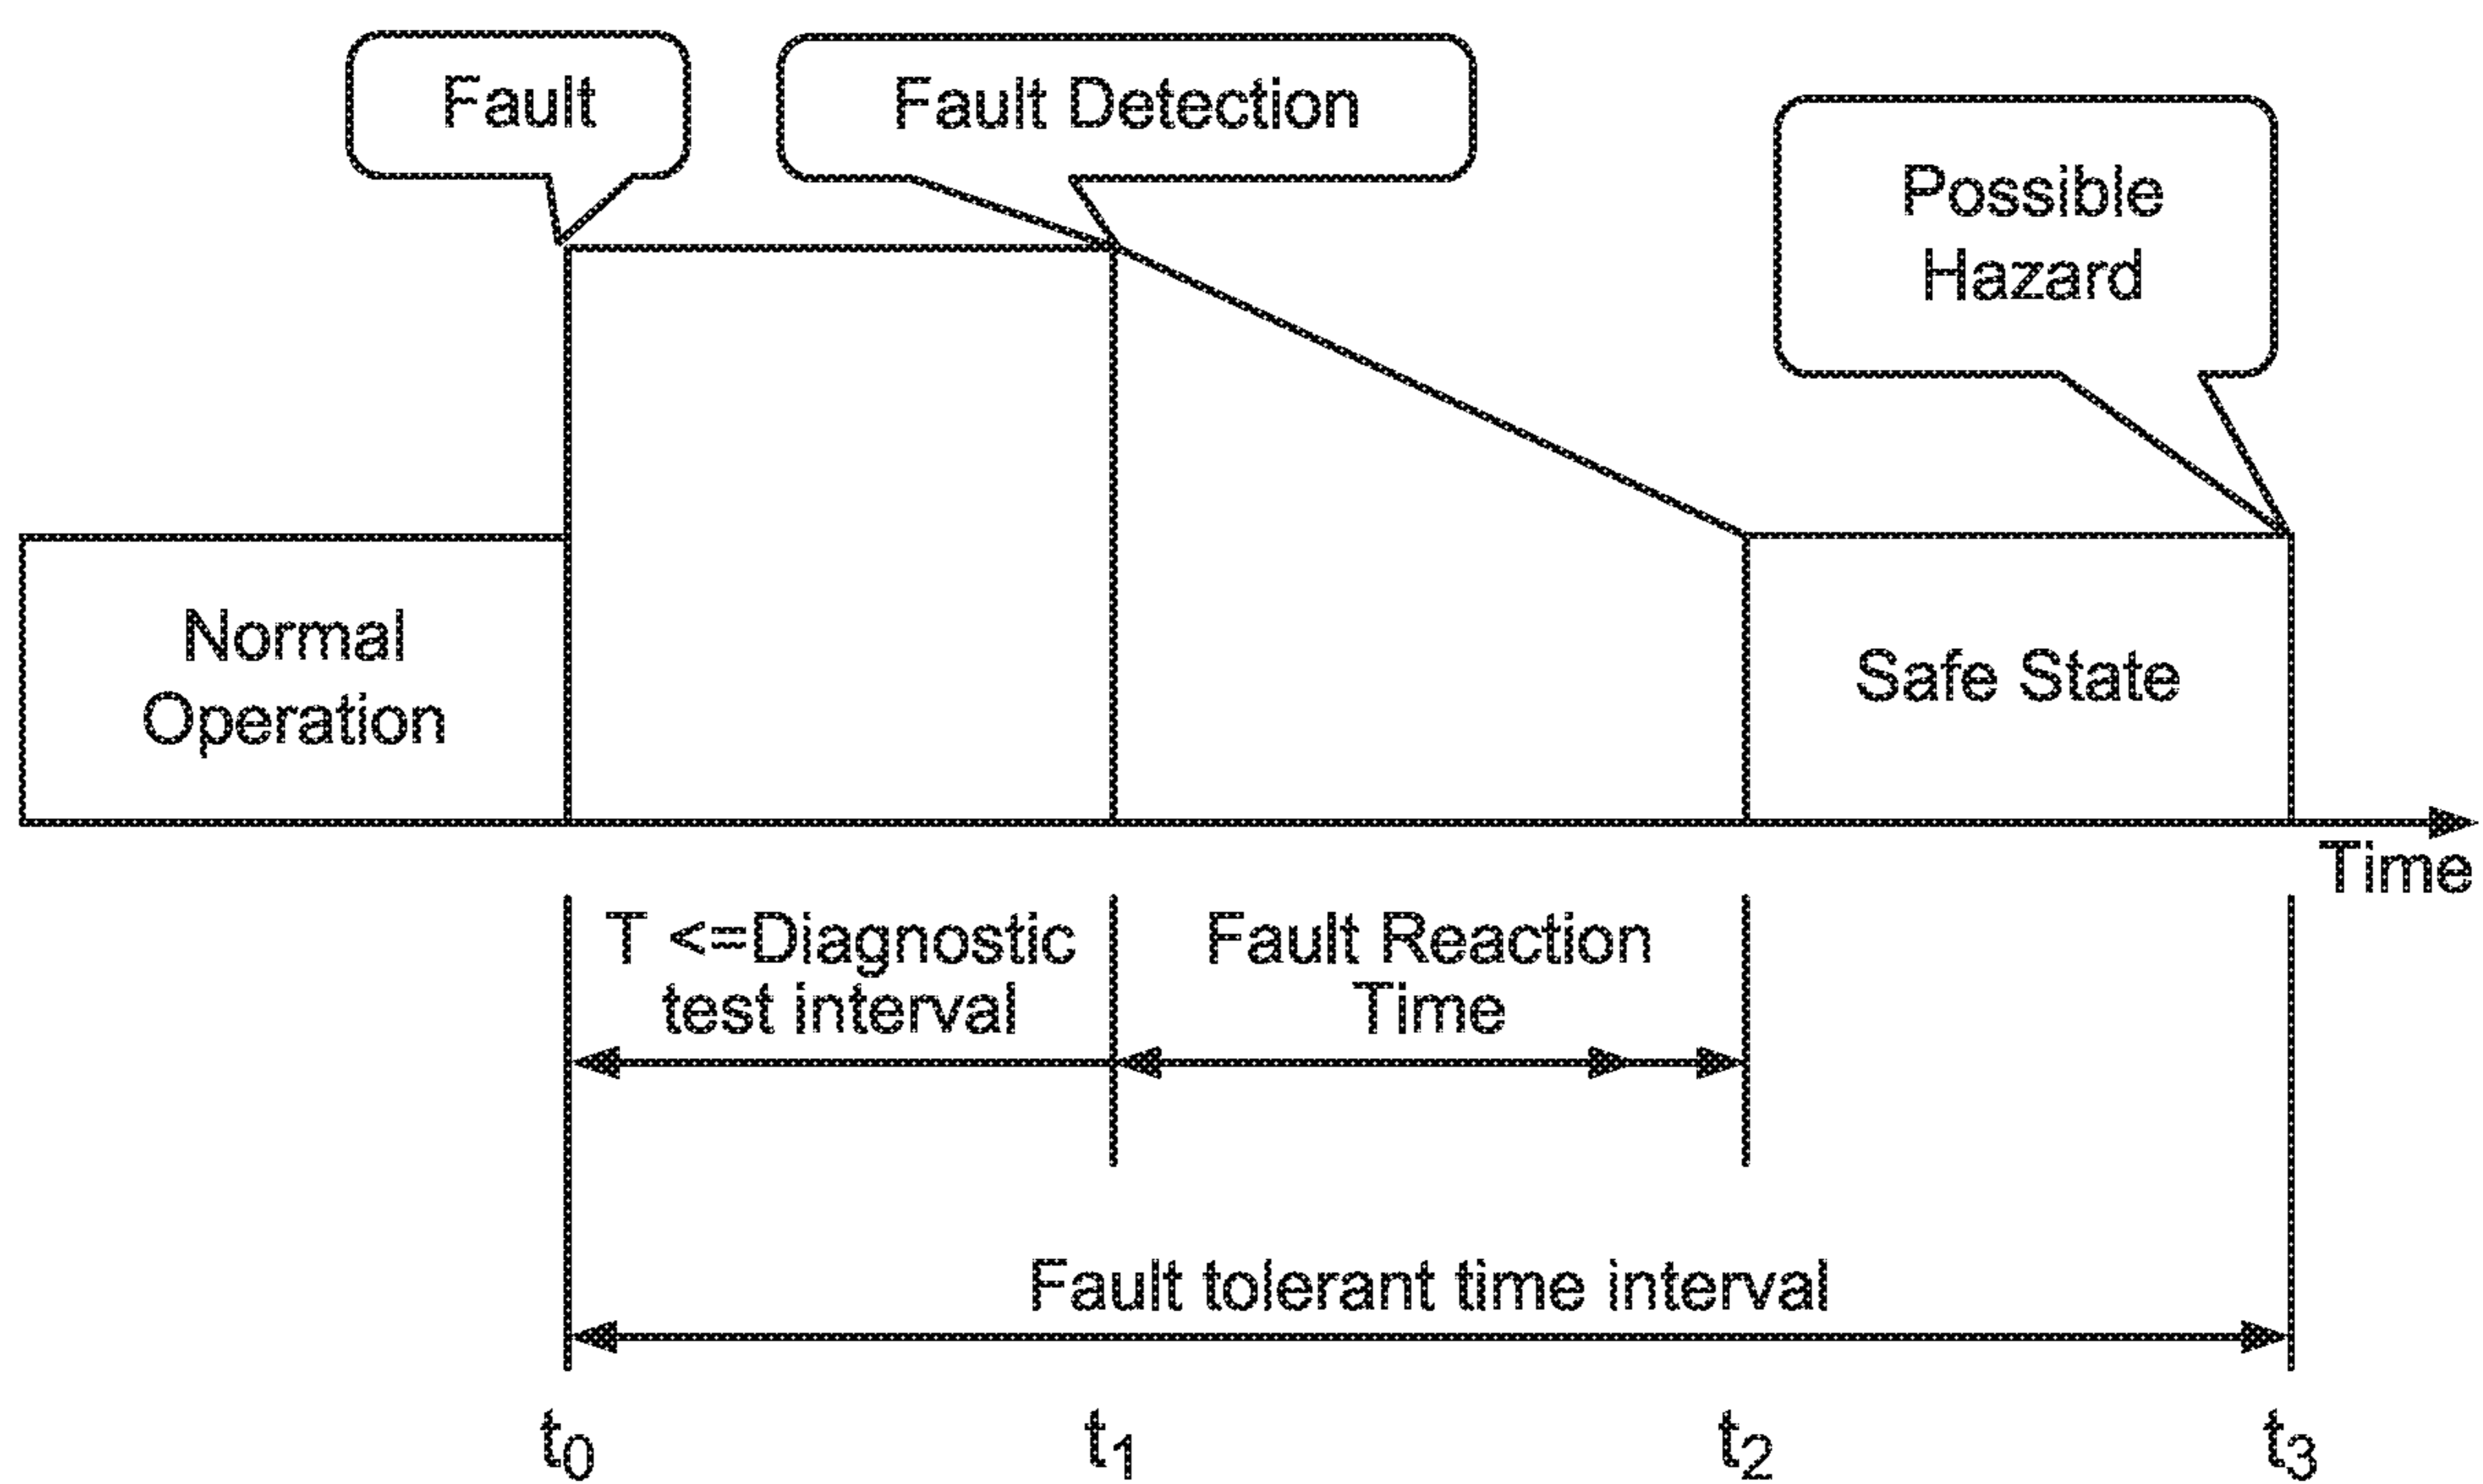 Fault
Fault Detection
Possible
Hazard
Normal
Operation
Safe State
Time
T <=Diagnostic
test interval
Fault Reaction
Time
Fault tolerant time interval
t₀
t₁
t₂
t₃